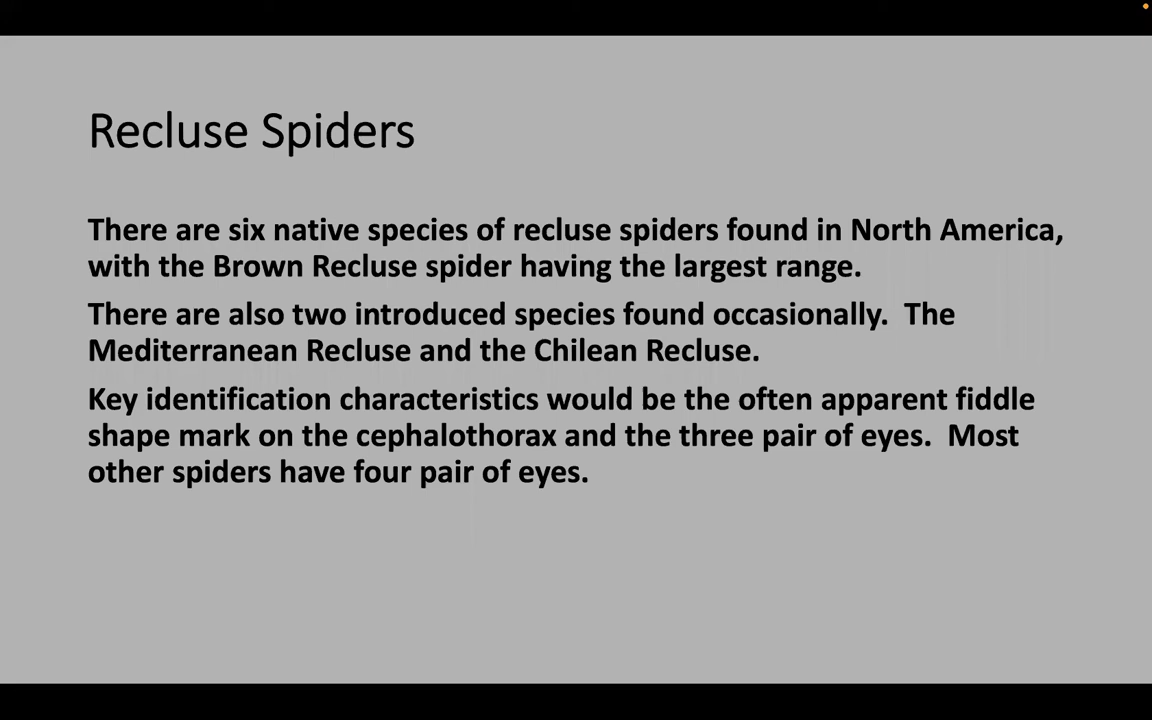 Recluse Spiders
There are six native species of recluse spiders found in North America,
with the Brown Recluse spider having the largest range.
There are also two introduced species found occasionally.  The
Mediterranean Recluse and the Chilean Recluse.
Key identification characteristics would be the often apparent fiddle
shape mark on the cephalothorax and the three pair of eyes.  Most
other spiders have four pair of eyes.